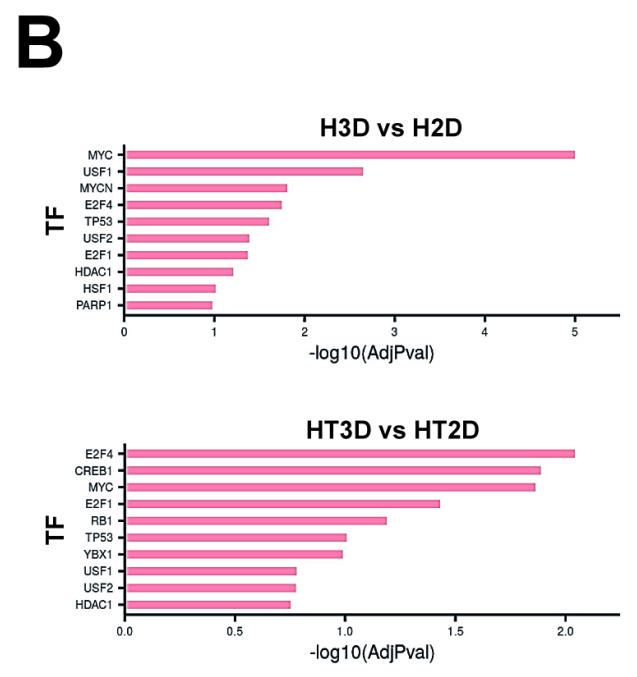 B
H3D vs H2D
TF
MYC
USF1
MYCN
E2F4
TP53
USF2
E2F1
HDAC1
HSF1
PARP1
0 1 2 3 4 5
-log10(AdjPval)
HT3D vs HT2D
TF
E2F4
CREB1
MYC
E2F1
RB1
TP53
YBX1
USF1
USF2
HDAC1
0.0 0.5 1.0 1.5 2.0
-log10(AdjPval)